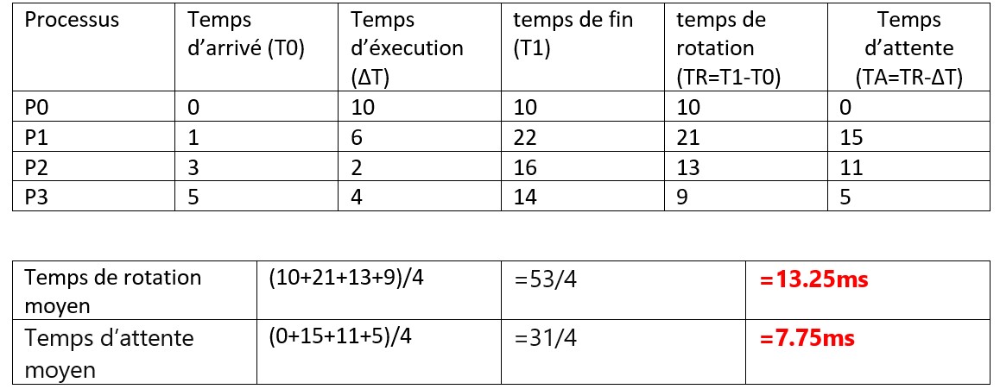 Processus Temps d’arrivé (T0) Temps d’éxecution (ΔT) temps de fin (T1) temps de rotation (TR=T1-T0) Temps d’attente (TA=TR-ΔT)
P0 0 10 10 10 0
P1 1 6 22 21 15
P2 3 2 16 13 11
P3 5 4 14 9 5
Temps de rotation moyen (10+21+13+9)/4 =53/4 =13.25ms
Temps d’attente moyen (0+15+11+5)/4 =31/4 =7.75ms